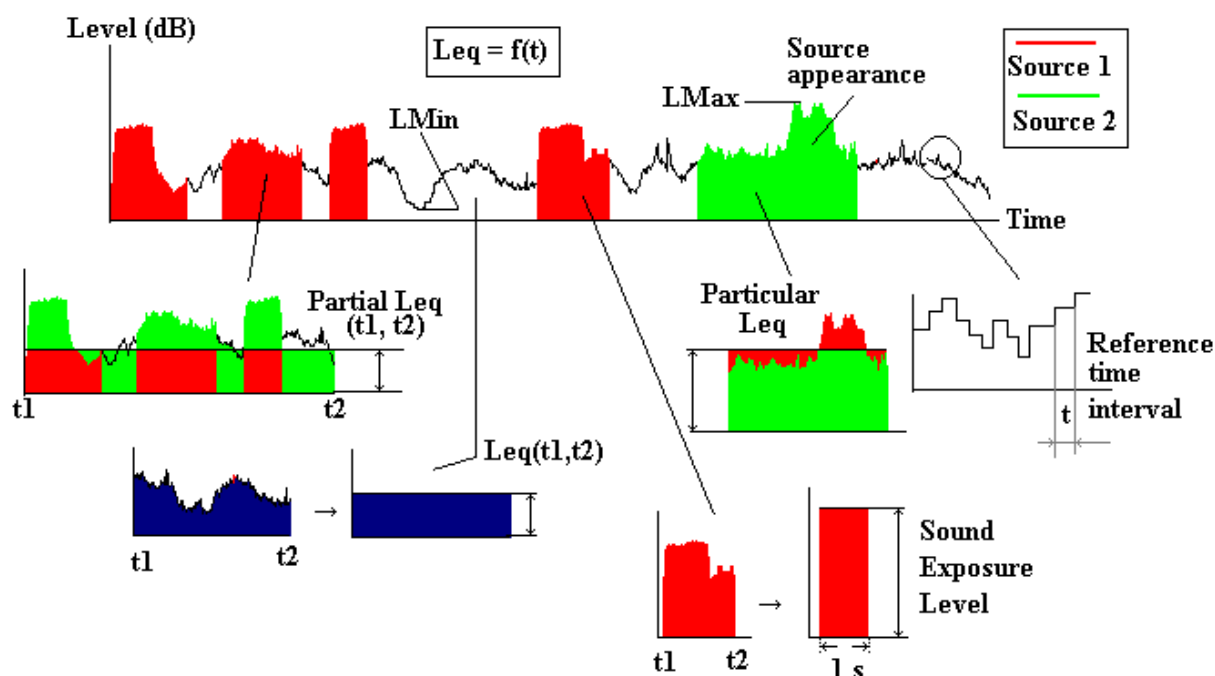 Level (dB)
Leq = f(t)
Source
appearance
Source 1
Source 2
LMax
LMin
Time
Partial Leq
(t1, t2)
t1
t2
Particular
Leq
Reference
time
interval
t
Leq(t1,t2)
t1
t2
Sound
Exposure
Level
t1
t2
1 s